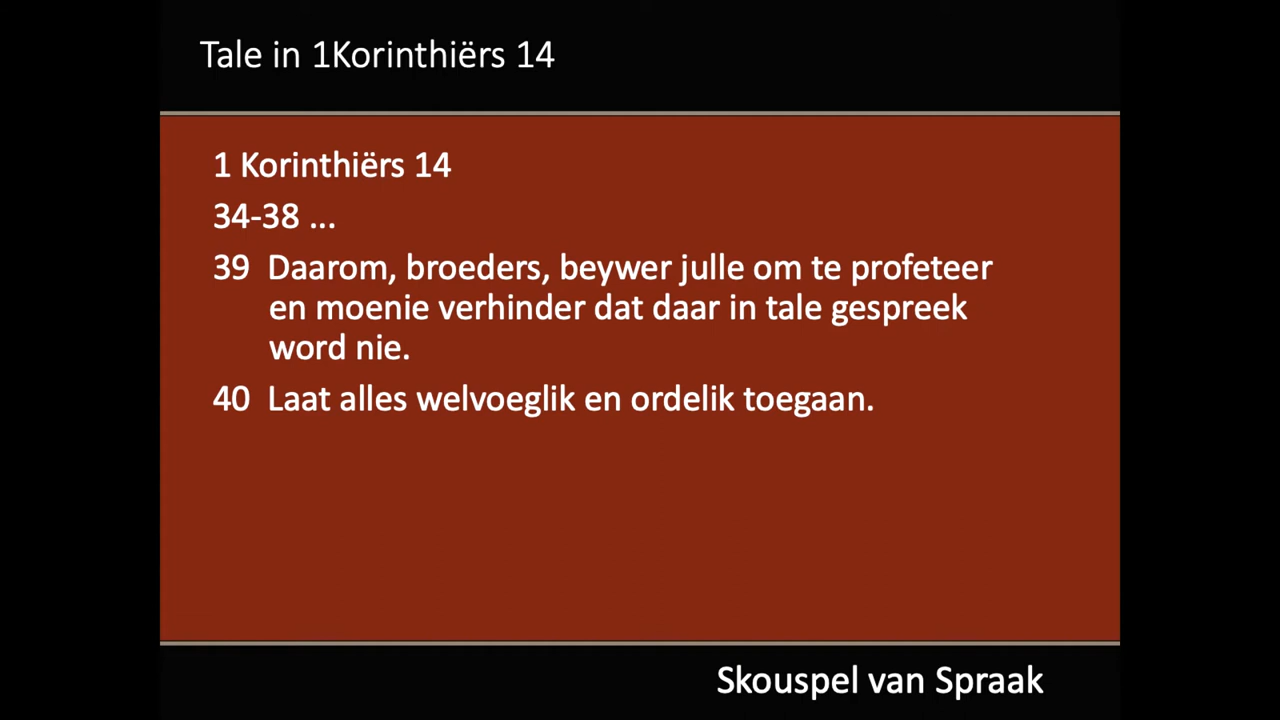 Tale in 1Korinthiërs 14
1 Korinthiërs 14
34-38 ...
39 Daarom, broeders, beywer julle om te profeteer
en moenie verhinder dat daar in tale gespreek
word nie.
40 Laat alles welvoeglik en ordelik toegaan.
Skouspel van Spraak